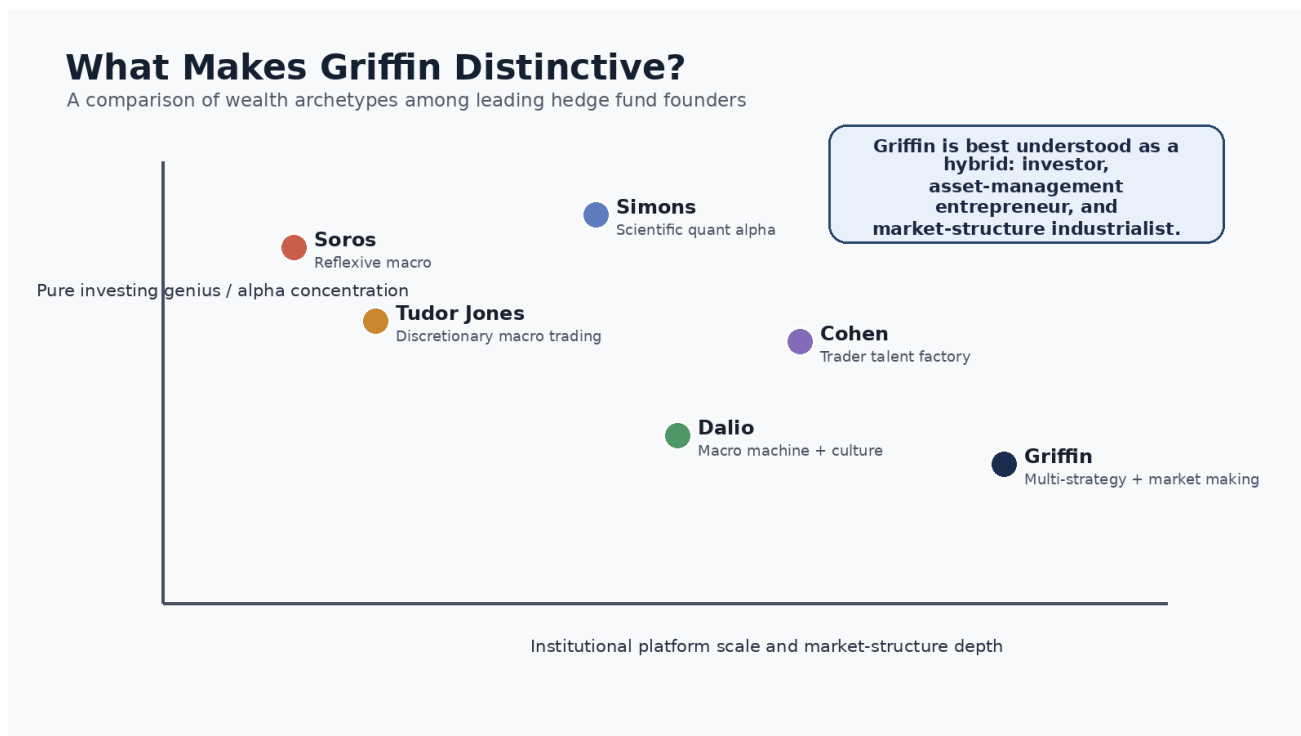 What Makes Griffin Distinctive?
A comparison of wealth archetypes among leading hedge fund founders
Griffin is best understood as a
hybrid: investor,
asset-management
entrepreneur, and
market-structure industrialist.
Simons
Scientific quant alpha
Soros
Reflexive macro
Pure investing genius / alpha concentration
Tudor Jones
Discretionary macro trading
Cohen
Trader talent factory
Dalio
Macro machine + culture
Griffin
Multi-strategy + market making
Institutional platform scale and market-structure depth